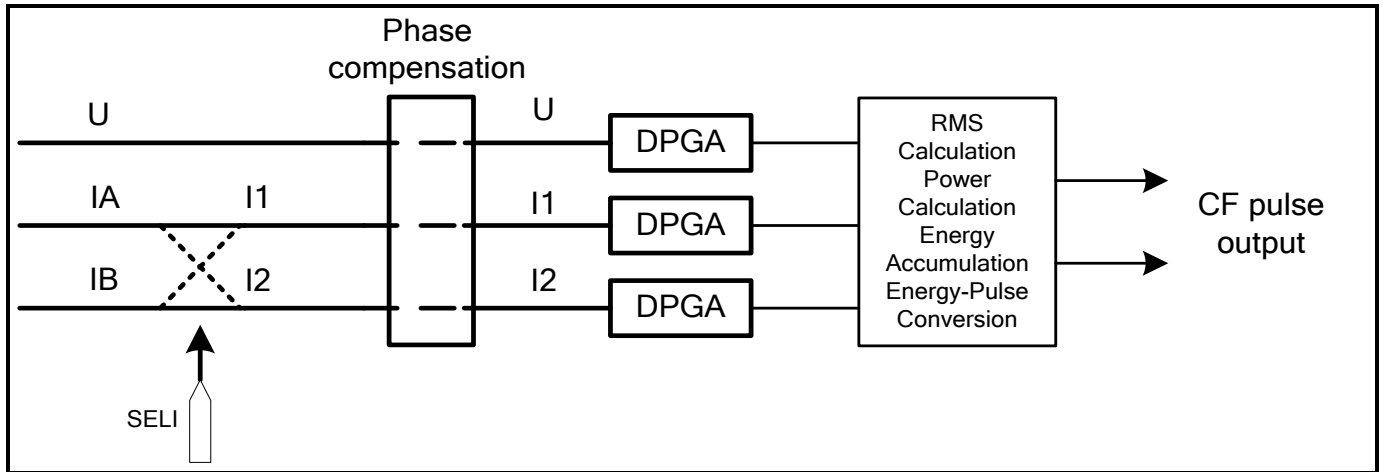 Phase
compensation
U
U
DPGA
IA
I1
I1
DPGA
IB
I2
I2
DPGA
RMS
Calculation
Power
Calculation
Energy
Accumulation
Energy-Pulse
Conversion
CF pulse
output
SELI